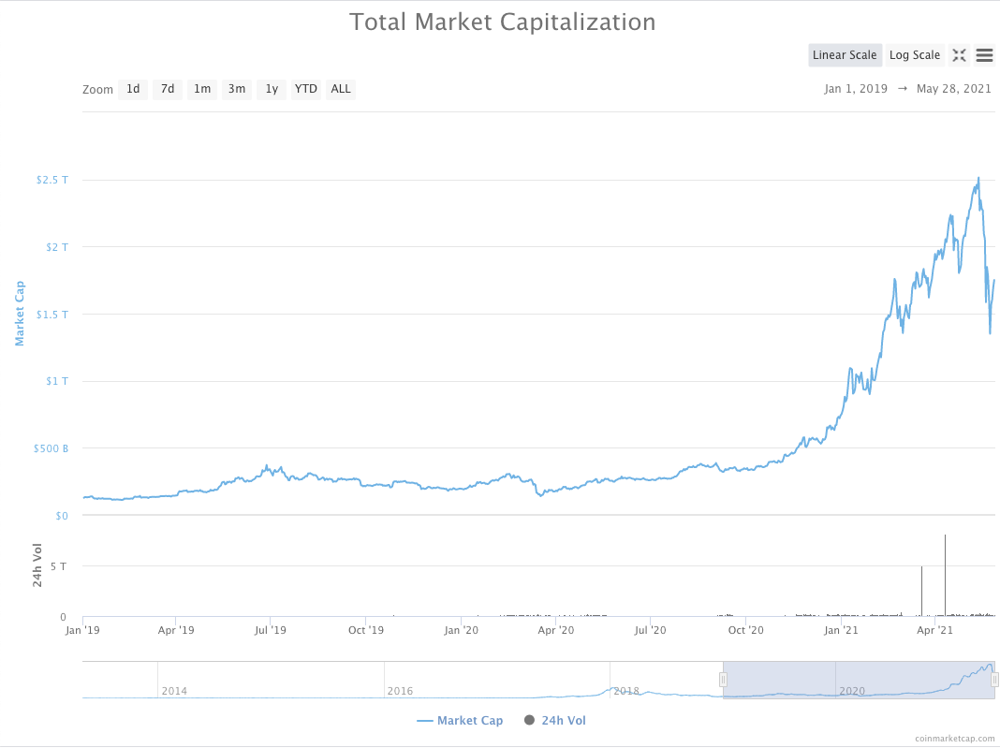 Total Market Capitalization
Linear Scale Log Scale
Zoom 1d 7d 1m 3m 1y YTD ALL Jan 1, 2019 → May 28, 2021
$2.5 T
$2 T
$1.5 T
$1 T
$500 B
$0
Market Cap
5 T
0
24h Vol
Jan '19 Apr '19 Jul '19 Oct '19 Jan '20 Apr '20 Jul '20 Oct '20 Jan '21 Apr '21
2014 2016 2018 2020
Market Cap 24h Vol
coinmarketcap.com